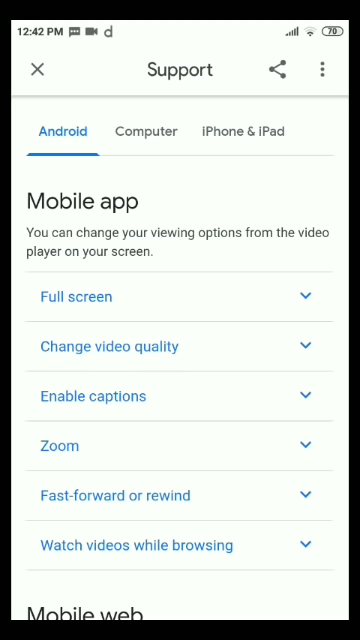 12:42 PM d 70
Support
Android Computer iPhone & iPad
Mobile app
You can change your viewing options from the video
player on your screen.
Full screen
Change video quality
Enable captions
Zoom
Fast-forward or rewind
Watch videos while browsing
Mobile web